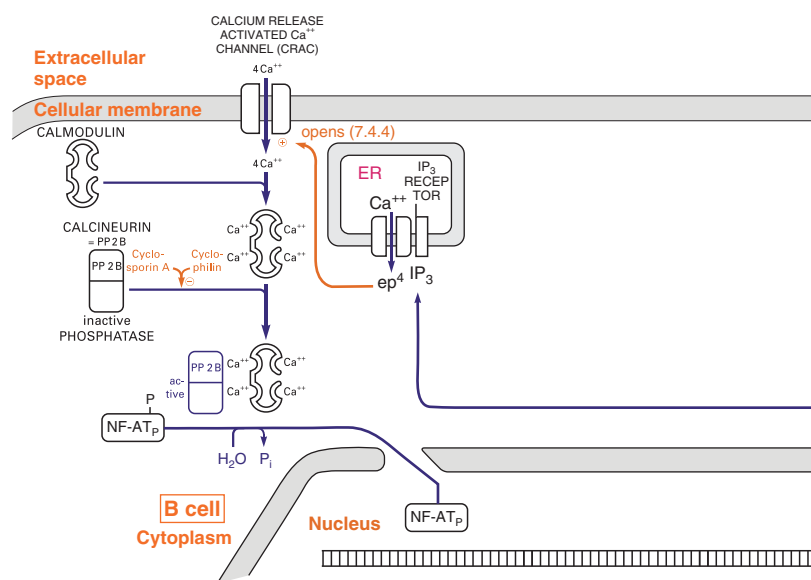 CALCIUM RELEASE
ACTIVATED Ca⁺⁺
CHANNEL (CRAC)
4 Ca⁺⁺
Extracellular
space
Cellular membrane
CALMODULIN
opens (7.4.4)
⊕
4 Ca⁺⁺
ER
IP₃
RECEP
TOR
Ca⁺⁺
Ca⁺⁺ Ca⁺⁺
Ca⁺⁺ Ca⁺⁺
CALCINEURIN
= PP2B
PP 2 B
Cyclo-
sporin A
Cyclo-
philin
⊖
inactive
PHOSPHATASE
ep⁴ IP₃
PP 2 B
ac-
tive
Ca⁺⁺ Ca⁺⁺
Ca⁺⁺ Ca⁺⁺
P
NF-ATP
H₂O Pᵢ
B cell
Cytoplasm
Nucleus
NF-ATP